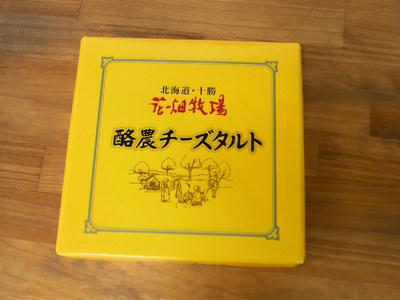 北海道・十勝
花畑牧場
酪農チーズタルト